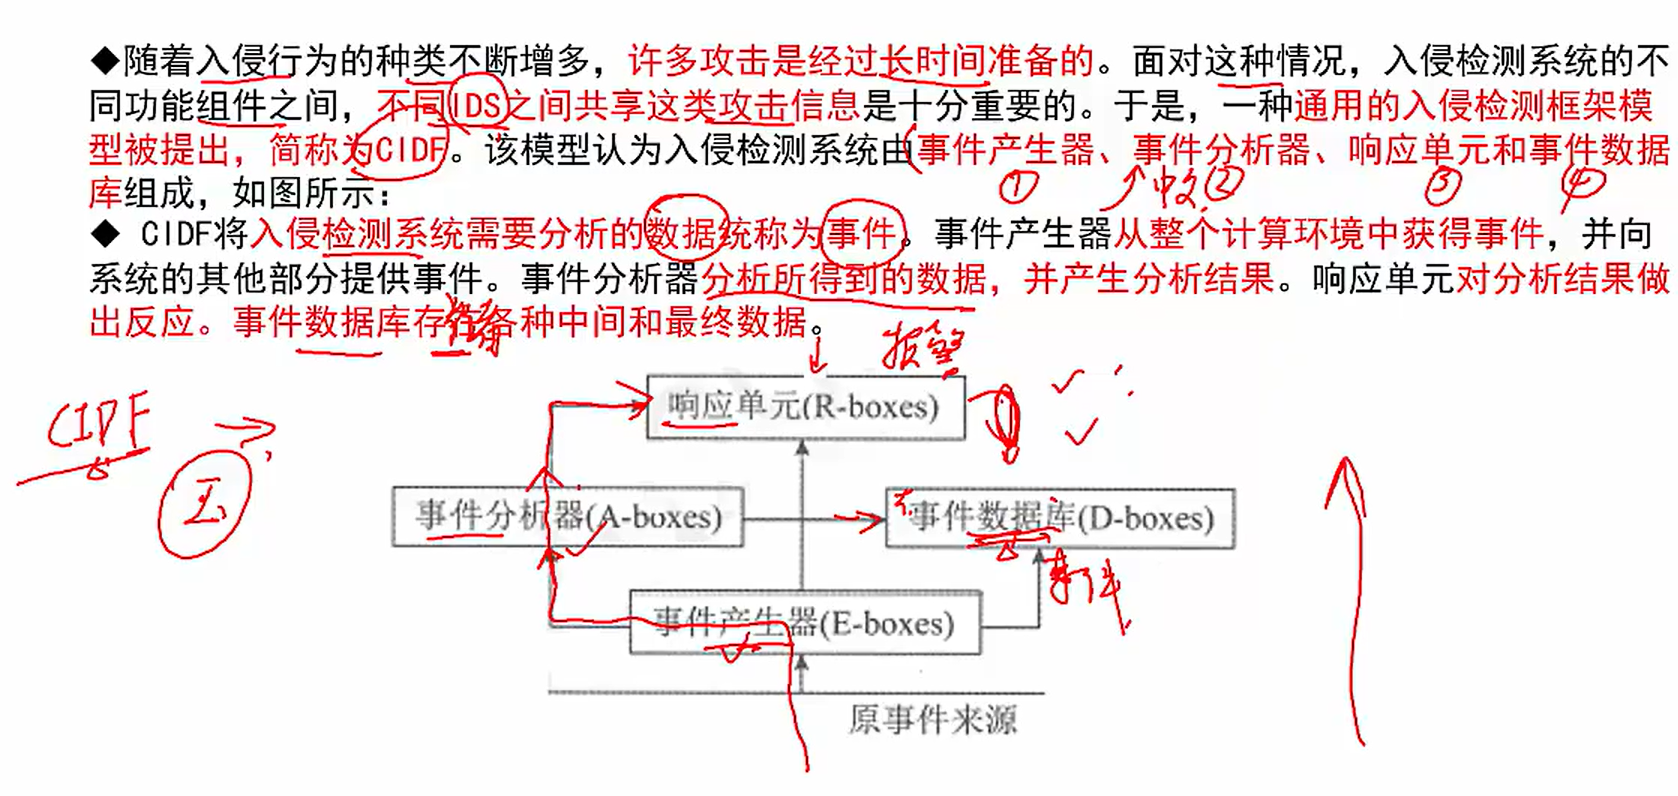 ◆随着入侵行为的种类不断增多，许多攻击是经过长时间准备的。面对这种情况，入侵检测系统的不
同功能组件之间，不同IDS之间共享这类攻击信息是十分重要的。于是，一种通用的入侵检测框架模
型被提出，简称为CIDF。该模型认为入侵检测系统由事件产生器、事件分析器、响应单元和事件数据
① 中文② ③ ④
库组成，如图所示：
◆ CIDF将入侵检测系统需要分析的数据统称为事件。事件产生器从整个计算环境中获得事件，并向
系统的其他部分提供事件。事件分析器分析所得到的数据，并产生分析结果。响应单元对分析结果做
出反应。事件数据库存各种中间和最终数据。
报警
响应单元(R-boxes)
CIDF
事件分析器(A-boxes)
事件数据库(D-boxes)
事件
事件产生器(E-boxes)
原事件来源